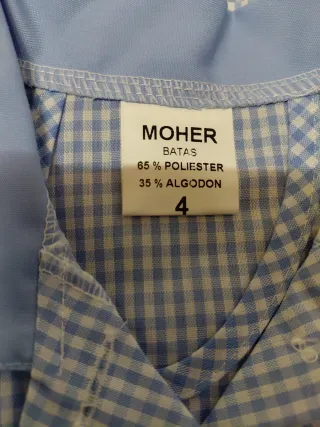 MOHER
BATAS
65 % POLIESTER
35 % ALGODON
4